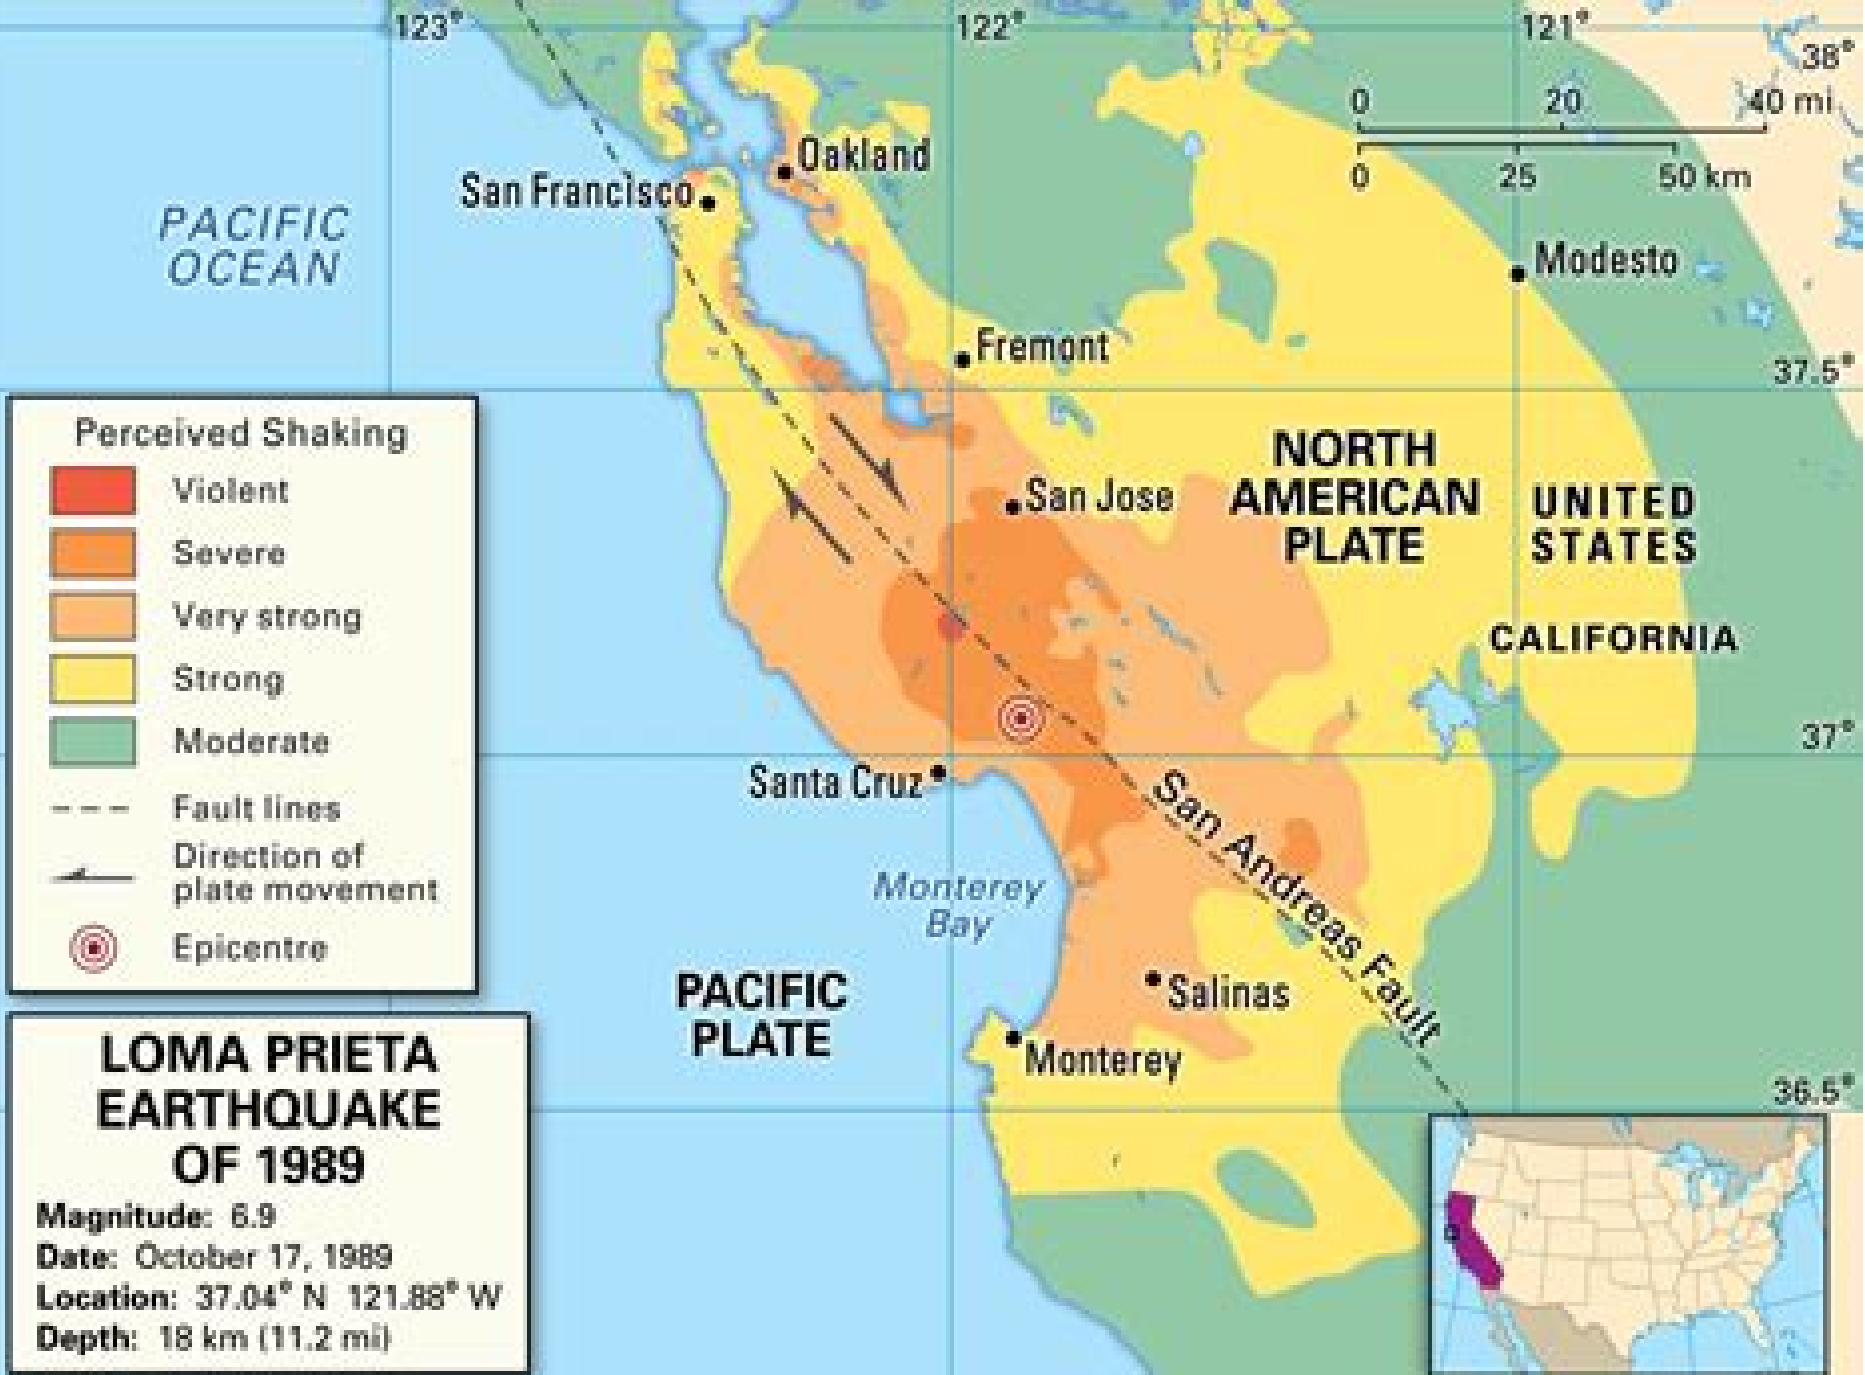 123°
122°
121°
38°
0 20 40 mi
0 25 50 km
Oakland
San Francisco
PACIFIC
OCEAN
Modesto
Fremont
37.5°
Perceived Shaking
Violent
Severe
Very strong
Strong
Moderate
Fault lines
Direction of
plate movement
Epicentre
NORTH
AMERICAN
PLATE
UNITED
STATES
San Jose
CALIFORNIA
37°
Santa Cruz
San Andreas Fault
Monterey
Bay
PACIFIC
PLATE
Salinas
Monterey
36.5°
LOMA PRIETA
EARTHQUAKE
OF 1989
Magnitude: 6.9
Date: October 17, 1989
Location: 37.04° N 121.88° W
Depth: 18 km (11.2 mi)